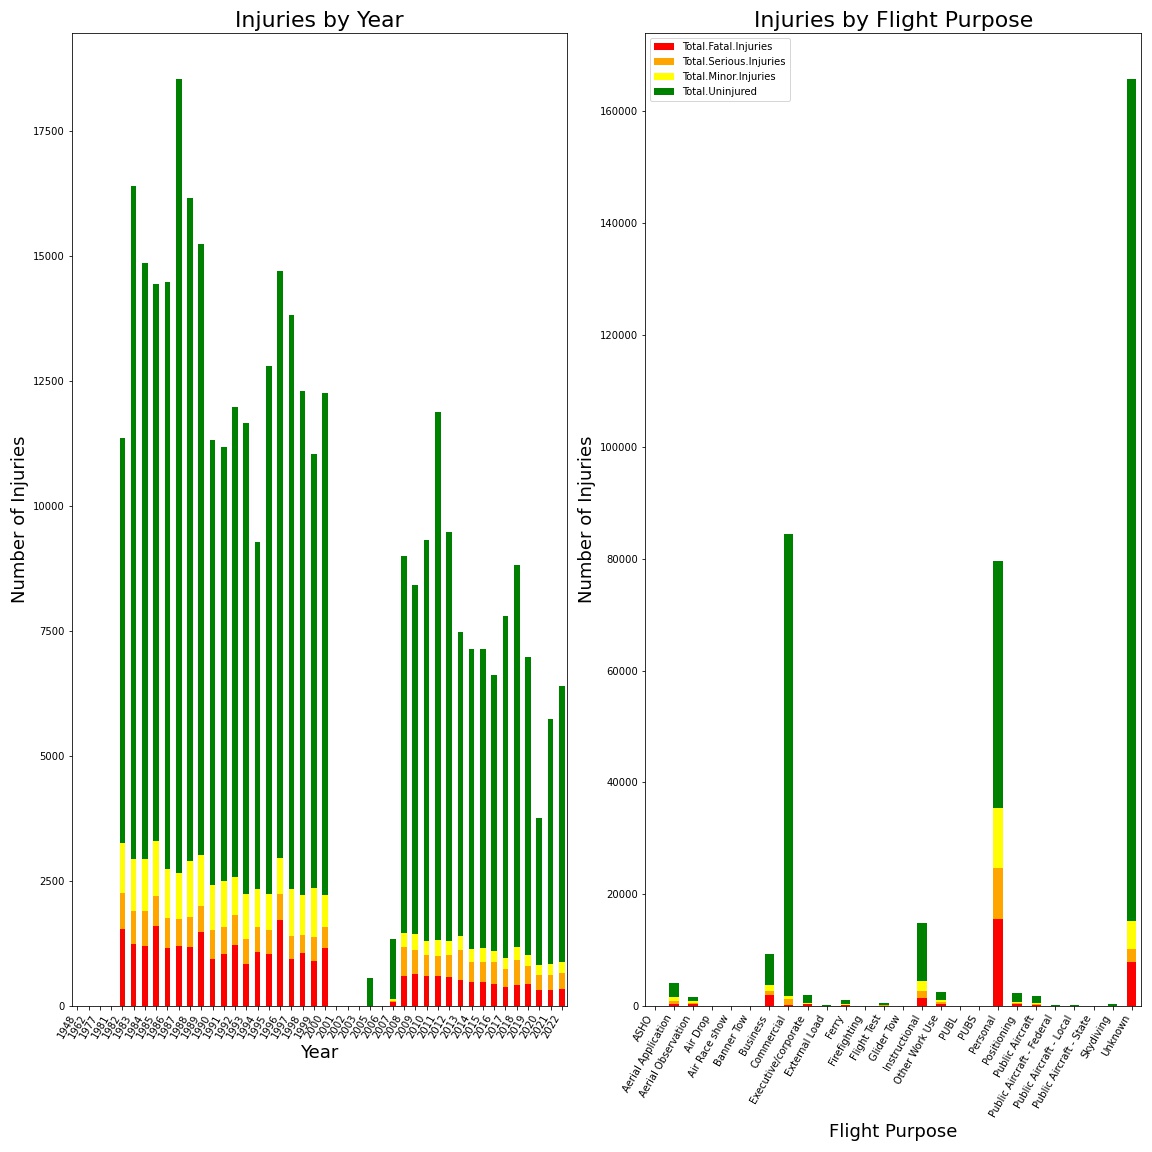 Injuries by Year
17500
15000
12500
10000
7500
5000
2500
0
Number of Injuries
1948
1962
1977
1981
1982
1983
1984
1985
1986
1987
1988
1989
1990
1991
1992
1993
1994
1995
1996
1997
1998
1999
2000
2001
2002
2003
2005
2006
2007
2008
2009
2010
2011
2012
2013
2014
2015
2016
2017
2018
2019
2020
2021
2022
Year
Injuries by Flight Purpose
Total.Fatal.Injuries
Total.Serious.Injuries
Total.Minor.Injuries
Total.Uninjured
160000
140000
120000
100000
80000
60000
40000
20000
0
Number of Injuries
ASHO
Aerial Application
Aerial Observation
Air Drop
Air Race show
Banner Tow
Business
Commercial
Executive/corporate
External Load
Ferry
Firefighting
Flight Test
Glider Tow
Instructional
Other Work Use
PUBL
PUBS
Personal
Positioning
Public Aircraft
Public Aircraft - Federal
Public Aircraft - Local
Public Aircraft - State
Skydiving
Unknown
Flight Purpose